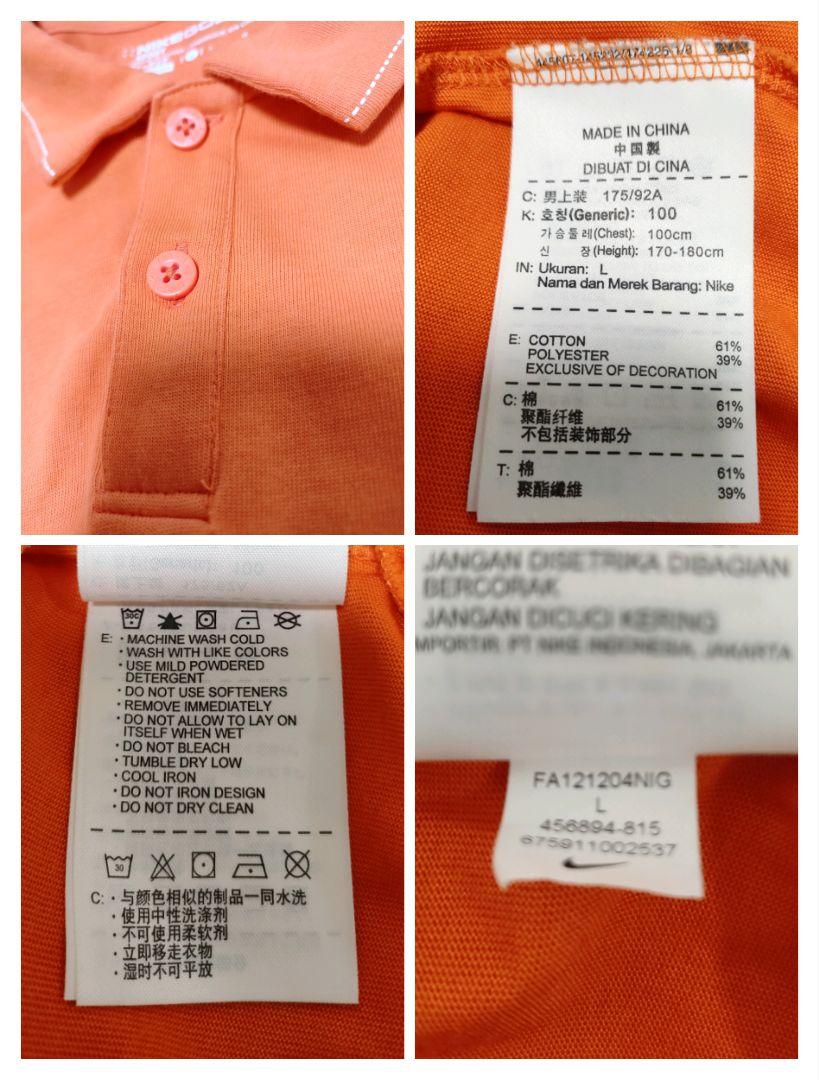 MADE IN CHINA
中国製
DIBUAT DI CINA
C: 男上装 175/92A
K: 호칭(Generic): 100
가슴둘레(Chest): 100cm
신 장(Height): 170-180cm
IN: Ukuran: L
Nama dan Merek Barang: Nike
E: COTTON 61%
POLYESTER 39%
EXCLUSIVE OF DECORATION
C: 棉 61%
聚酯纤维 39%
不包括装饰部分
T: 棉 61%
聚酯纖維 39%
30C
E: · MACHINE WASH COLD
· WASH WITH LIKE COLORS
· USE MILD POWDERED
DETERGENT
· DO NOT USE SOFTENERS
· REMOVE IMMEDIATELY
· DO NOT ALLOW TO LAY ON
ITSELF WHEN WET
· DO NOT BLEACH
· TUMBLE DRY LOW
· COOL IRON
· DO NOT IRON DESIGN
· DO NOT DRY CLEAN
30
C: · 与颜色相似的制品一同水洗
· 使用中性洗涤剂
· 不可使用柔软剂
· 立即移走衣物
· 湿时不可平放
JANGAN DISETRIKA DIBAGIAN
BERCORAK
JANGAN DICUCI KERING
IMPORTIR: PT NIKE INDONESIA, JAKARTA
FA121204NIG
L
456894-815
675911002537